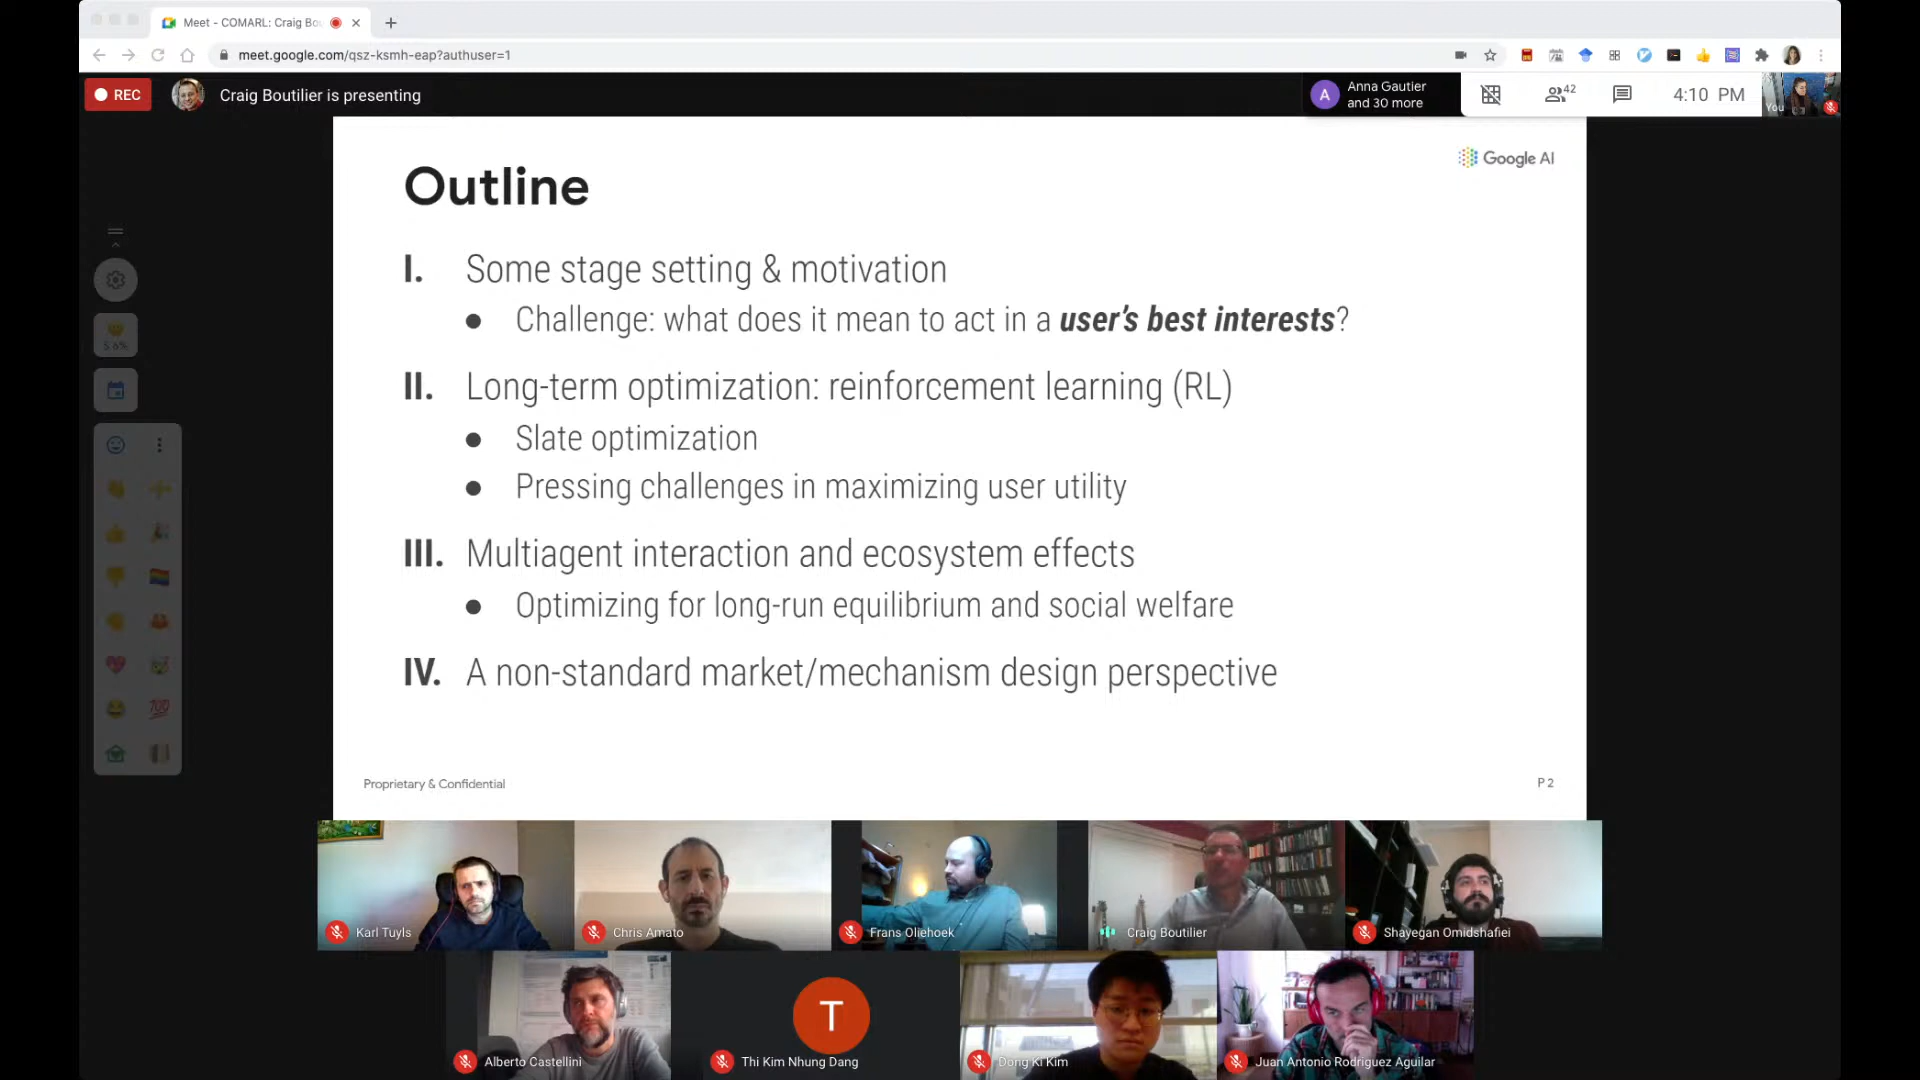 Meet - COMARL: Craig Bou
meet.google.com/qsz-ksmh-eap?authuser=1
REC
Craig Boutilier is presenting
A
Anna Gautier
and 30 more
42
4:10 PM
You
Google AI
Outline
I. Some stage setting & motivation
● Challenge: what does it mean to act in a user's best interests?
II. Long-term optimization: reinforcement learning (RL)
● Slate optimization
● Pressing challenges in maximizing user utility
III. Multiagent interaction and ecosystem effects
● Optimizing for long-run equilibrium and social welfare
IV. A non-standard market/mechanism design perspective
Proprietary & Confidential
P 2
Karl Tuyls
Chris Amato
Frans Oliehoek
Craig Boutilier
Shayegan Omidshafiei
Alberto Castellini
T
Thi Kim Nhung Dang
Dong Ki Kim
Juan Antonio Rodriguez Aguilar